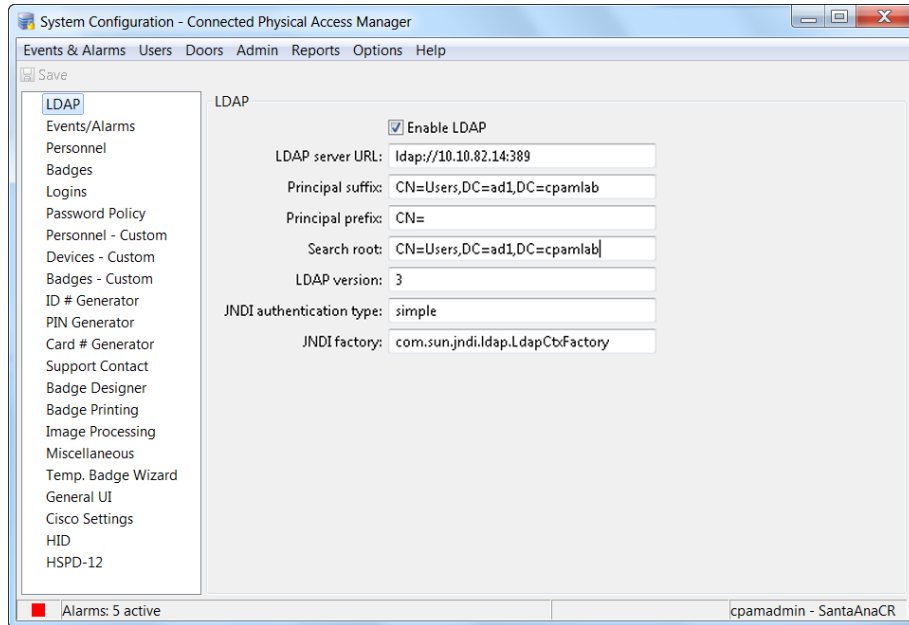 System Configuration - Connected Physical Access Manager
Events & Alarms Users Doors Admin Reports Options Help
Save
LDAP
Events/Alarms
Personnel
Badges
Logins
Password Policy
Personnel - Custom
Devices - Custom
Badges - Custom
ID # Generator
PIN Generator
Card # Generator
Support Contact
Badge Designer
Badge Printing
Image Processing
Miscellaneous
Temp. Badge Wizard
General UI
Cisco Settings
HID
HSPD-12
LDAP
Enable LDAP
LDAP server URL: ldap://10.10.82.14:389
Principal suffix: CN=Users,DC=ad1,DC=cpamlab
Principal prefix: CN=
Search root: CN=Users,DC=ad1,DC=cpamlab
LDAP version: 3
JNDI authentication type: simple
JNDI factory: com.sun.jndi.ldap.LdapCtxFactory
Alarms: 5 active
cpamadmin - SantaAnaCR